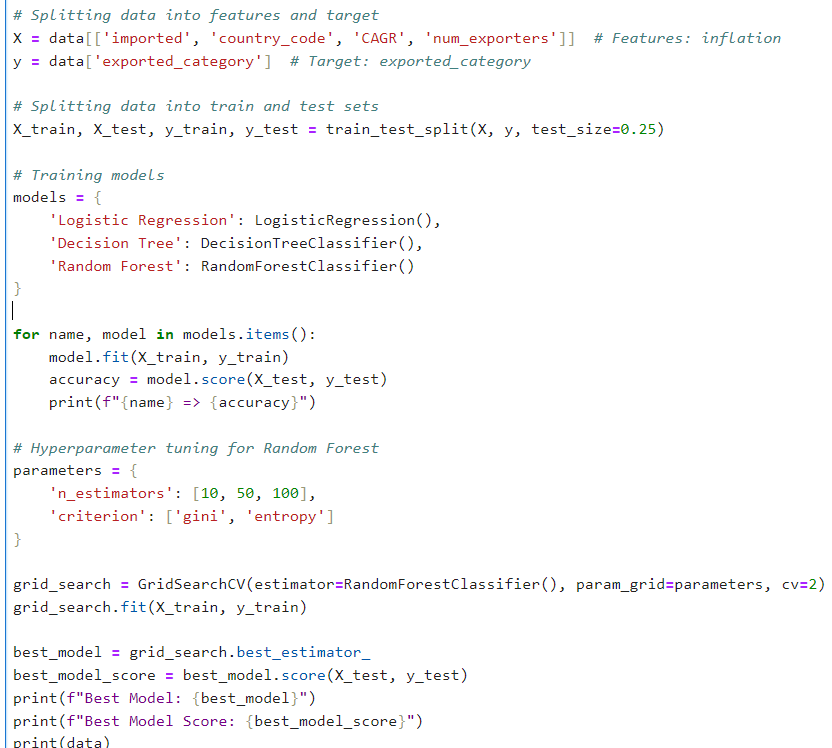 # Splitting data into features and target
X = data[['imported', 'country_code', 'CAGR', 'num_exporters']]  # Features: inflation
y = data['exported_category']  # Target: exported_category

# Splitting data into train and test sets
X_train, X_test, y_train, y_test = train_test_split(X, y, test_size=0.25)

# Training models
models = {
    'Logistic Regression': LogisticRegression(),
    'Decision Tree': DecisionTreeClassifier(),
    'Random Forest': RandomForestClassifier()
}

for name, model in models.items():
    model.fit(X_train, y_train)
    accuracy = model.score(X_test, y_test)
    print(f"{name} => {accuracy}")

# Hyperparameter tuning for Random Forest
parameters = {
    'n_estimators': [10, 50, 100],
    'criterion': ['gini', 'entropy']
}

grid_search = GridSearchCV(estimator=RandomForestClassifier(), param_grid=parameters, cv=2)
grid_search.fit(X_train, y_train)

best_model = grid_search.best_estimator_
best_model_score = best_model.score(X_test, y_test)
print(f"Best Model: {best_model}")
print(f"Best Model Score: {best_model_score}")
print(data)